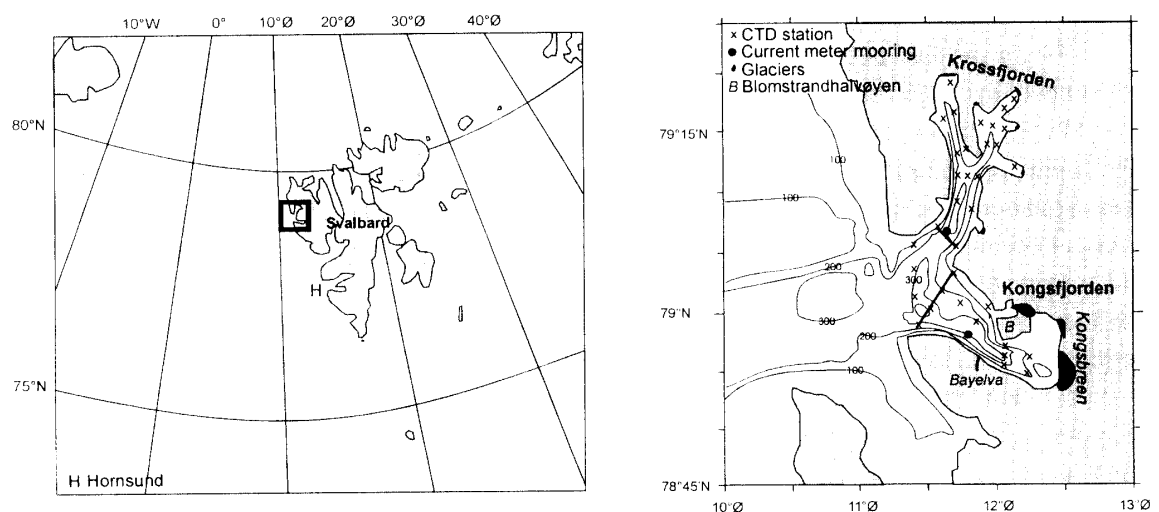 10°W
0°
10°Ø
20°Ø
30°Ø
40°Ø
80°N
Svalbard
H
75°N
H Hornsund
× CTD station
● Current meter mooring
Glaciers
B Blomstrandhalvøyen
Krossfjorden
79°15'N
100
100
200
300
Kongsfjorden
79°N
300
B
200
Kongsbreen
100
Bayelva
78°45'N
10°Ø
11°Ø
12°Ø
13°Ø